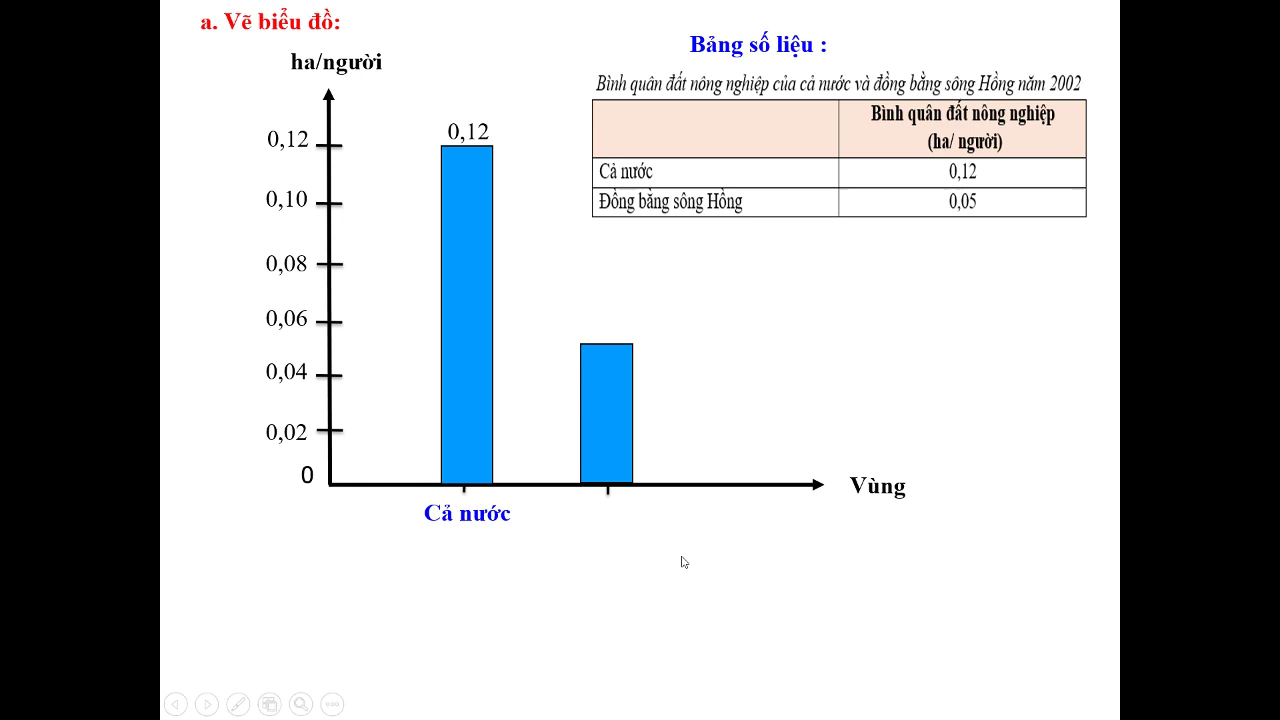 a. Vẽ biểu đồ:
Bảng số liệu :
ha/người
Bình quân đất nông nghiệp của cả nước và đồng bằng sông Hồng năm 2002
Bình quân đất nông nghiệp
(ha/ người)
Cả nước 0,12
Đồng bằng sông Hồng 0,05
0,12
0,12
0,10
0,08
0,06
0,04
0,02
0
Vùng
Cả nước